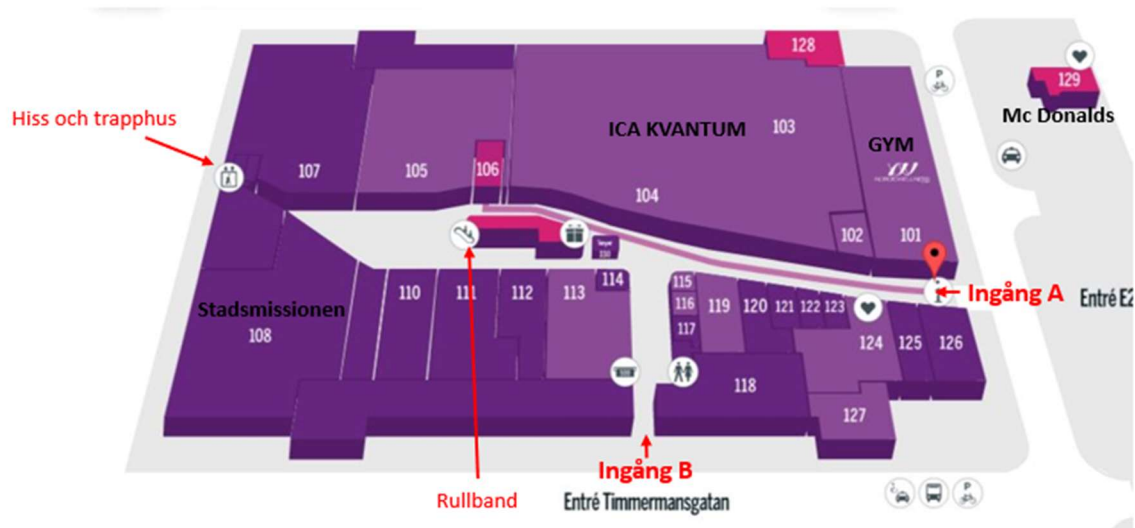 128
129
P
Mc Donalds
Hiss och trapphus
ICA KVANTUM
103
GYM
107
105
106
104
102
101
Stadsmissionen
108
110
111
112
113
114
115
116
117
119
120
121
122
123
124
125
126
118
127
Ingång A
Entré E2
Ingång B
Rullband
Entré Timmermansgatan
P